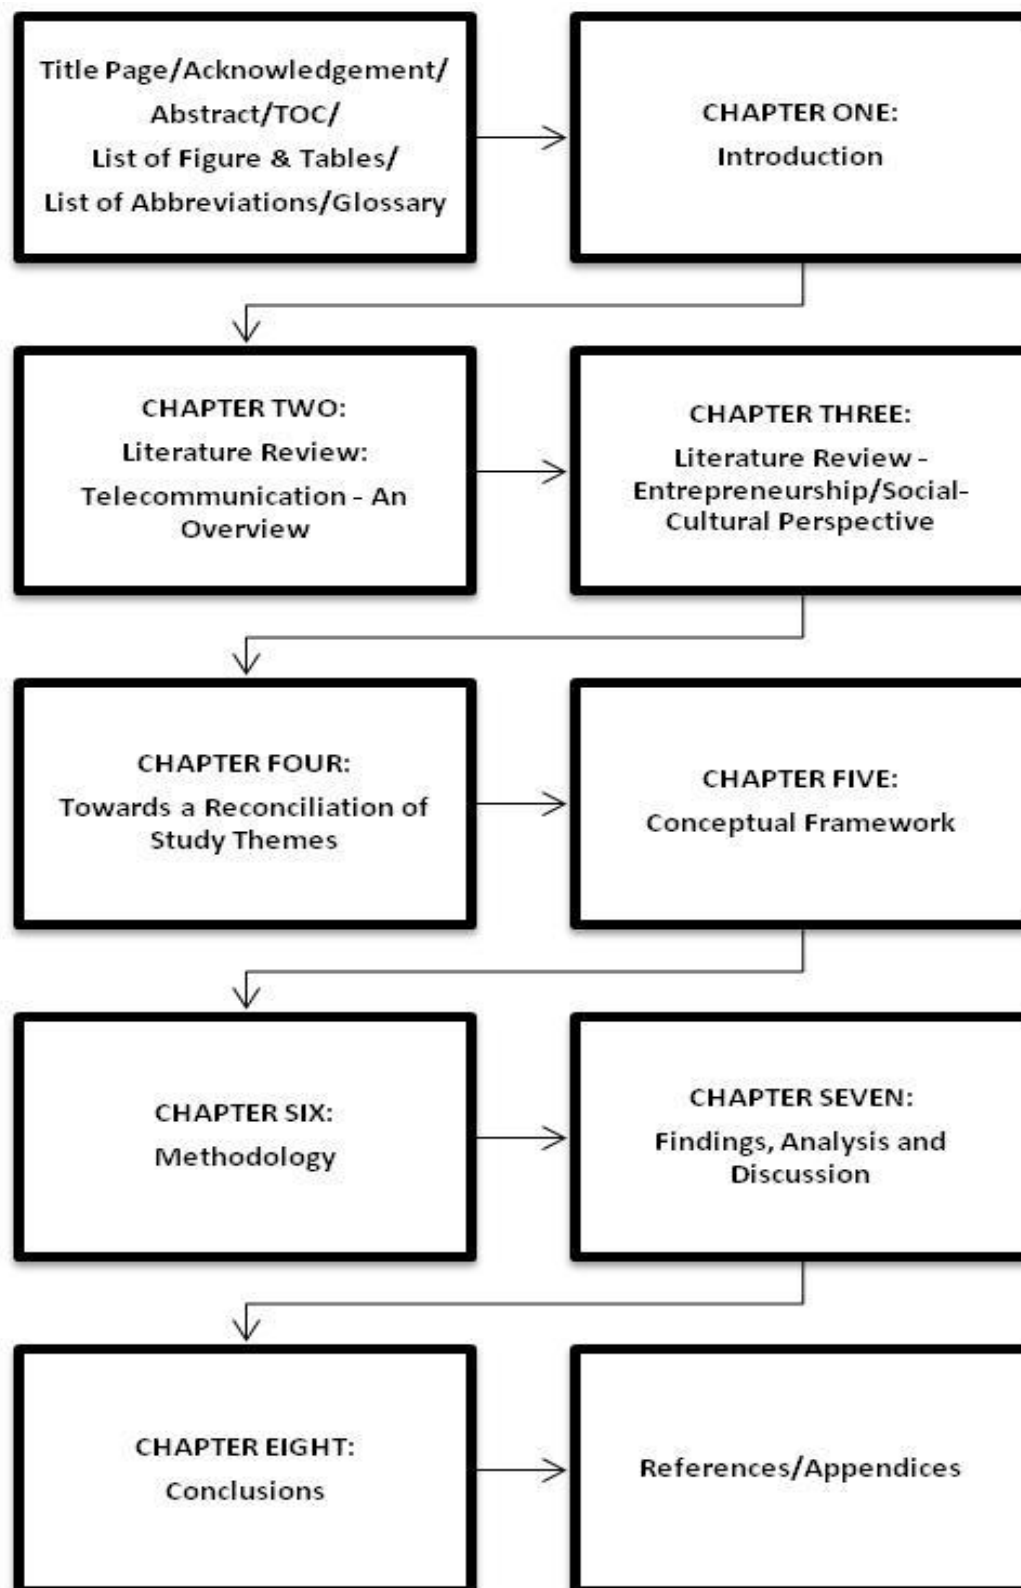 Title Page/Acknowledgement/
Abstract/TOC/
List of Figure & Tables/
List of Abbreviations/Glossary
CHAPTER ONE:
Introduction
CHAPTER TWO:
Literature Review:
Telecommunication - An
Overview
CHAPTER THREE:
Literature Review -
Entrepreneurship/Social-
Cultural Perspective
CHAPTER FOUR:
Towards a Reconciliation of
Study Themes
CHAPTER FIVE:
Conceptual Framework
CHAPTER SIX:
Methodology
CHAPTER SEVEN:
Findings, Analysis and
Discussion
CHAPTER EIGHT:
Conclusions
References/Appendices